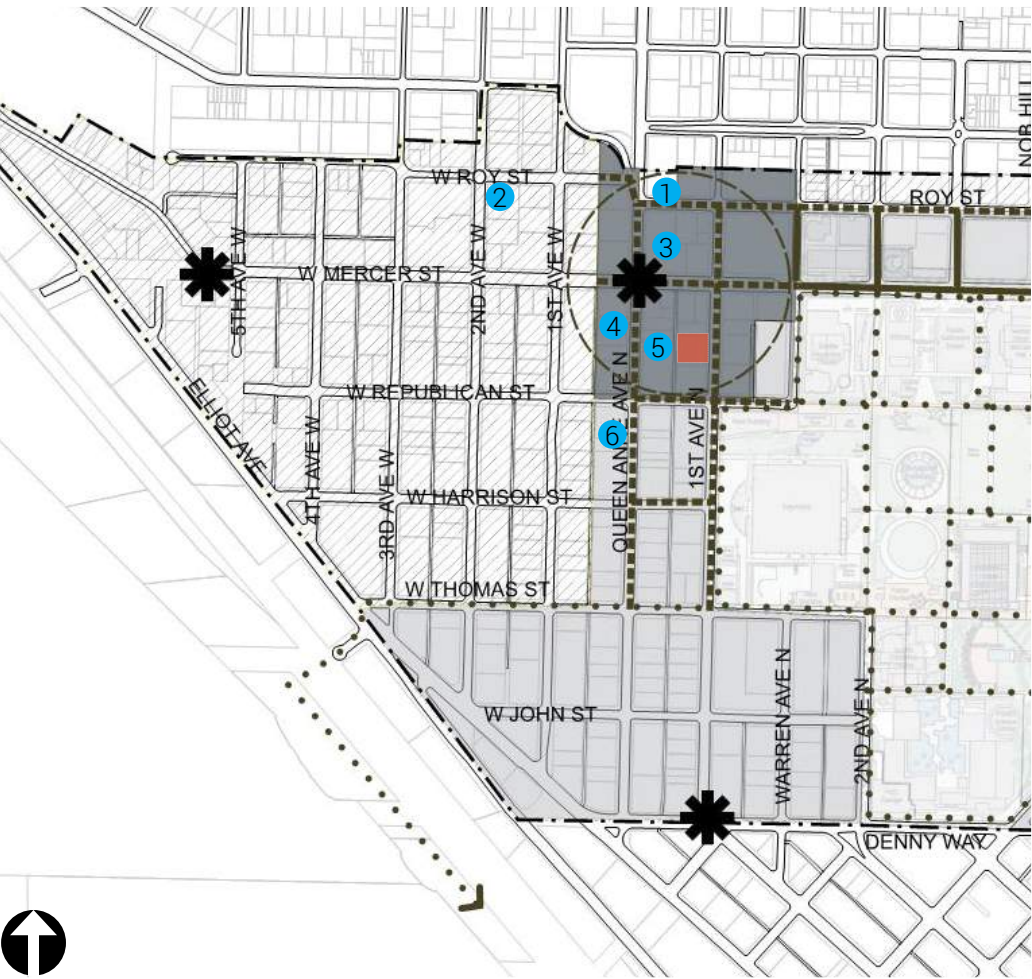 NOB HILL
W ROY ST
1
2
ROY ST
3
W MERCER ST
5TH AVE W
2ND AVE W
1ST AVE W
4
5
W REPUBLICAN ST
QUEEN ANNE AVE N
1ST AVE N
6
ELLIOT AVE
4TH AVE W
3RD AVE W
W HARRISON ST
W THOMAS ST
W JOHN ST
WARREN AVE N
2ND AVE N
DENNY WAY